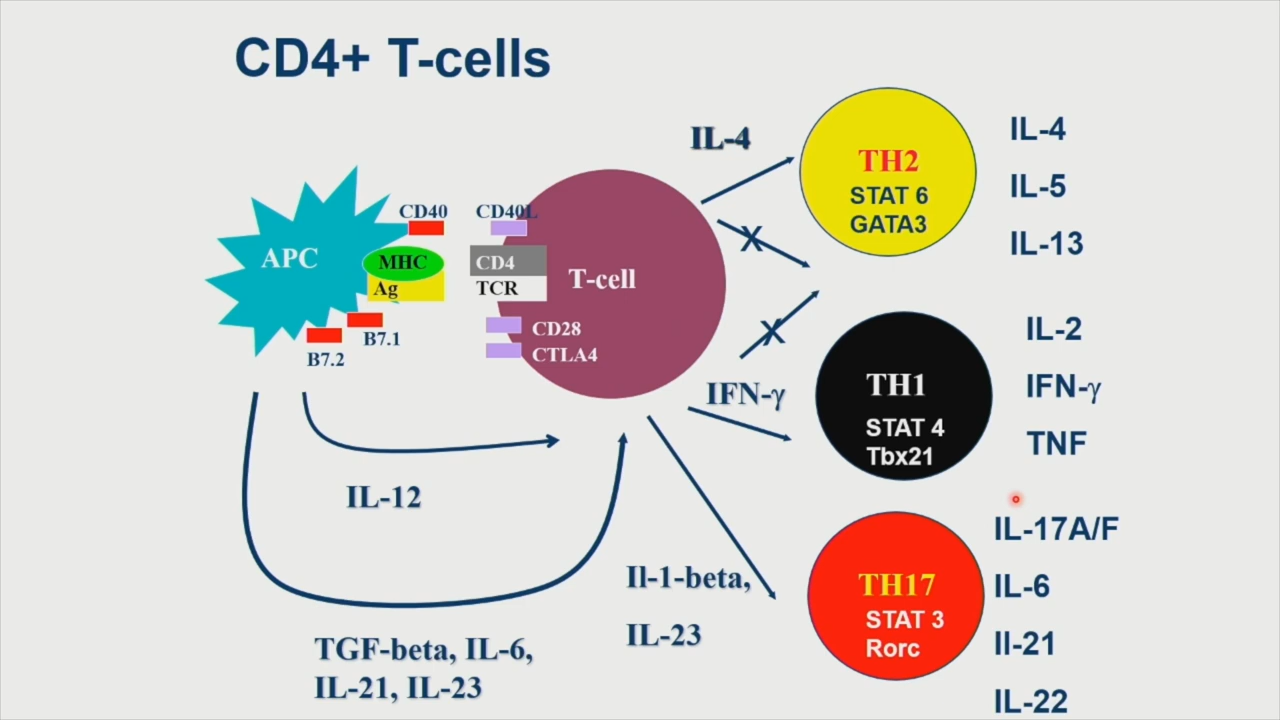 CD4+ T-cells
IL-4
TH2
STAT 6
GATA3
IL-4
IL-5
IL-13
CD40
CD40L
APC
MHC
Ag
CD4
TCR
T-cell
B7.1
B7.2
CD28
CTLA4
IFN-γ
TH1
STAT 4
Tbx21
IL-2
IFN-γ
TNF
IL-12
Il-1-beta,
IL-23
TH17
STAT 3
Rorc
IL-17A/F
IL-6
Il-21
IL-22
TGF-beta, IL-6,
IL-21, IL-23